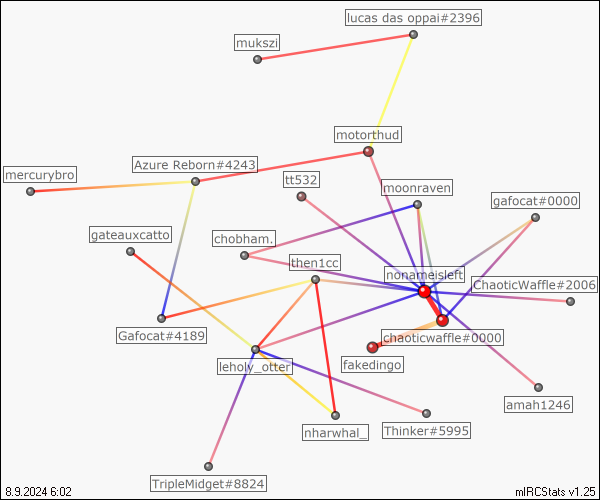 lucas das oppai#2396
mukszi
motorthud
Azure Reborn#4243
mercurybro
tt532
moonraven
gafocat#0000
gateauxcatto
chobham.
then1cc
nonameisleft
ChaoticWaffle#2006
Gafocat#4189
chaoticwaffle#0000
leholy_otter
fakedingo
amah1246
nharwhal_
Thinker#5995
TripleMidget#8824
8.9.2024 6:02
mIRCStats v1.25